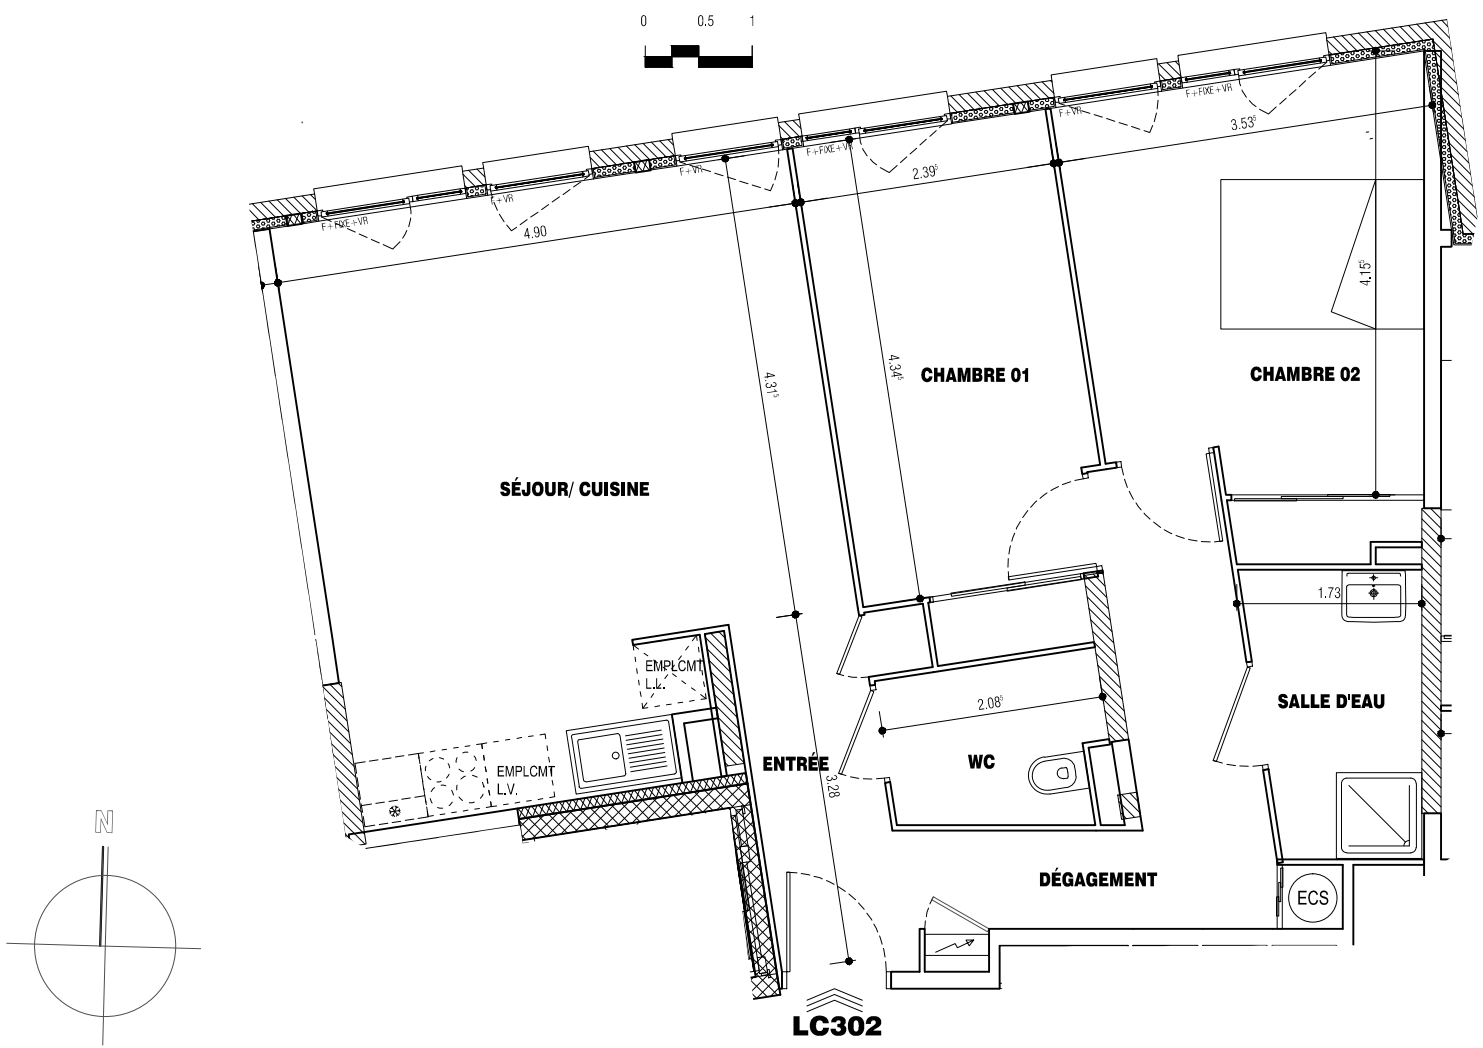 0 0.5 1
F+FIXE+VR
F+VR
F+VR
F+FIXE+VR
F+VR
F+FIXE+VR
4.90
2.39⁵
3.53⁵
4.31⁵
4.34⁵
4.15⁵
CHAMBRE 01
CHAMBRE 02
SÉJOUR/ CUISINE
1.73
EMPLCMT
L.L.
2.08⁵
SALLE D'EAU
ENTRÉE
WC
EMPLCMT
L.V.
3.28
N
DÉGAGEMENT
ECS
LC302